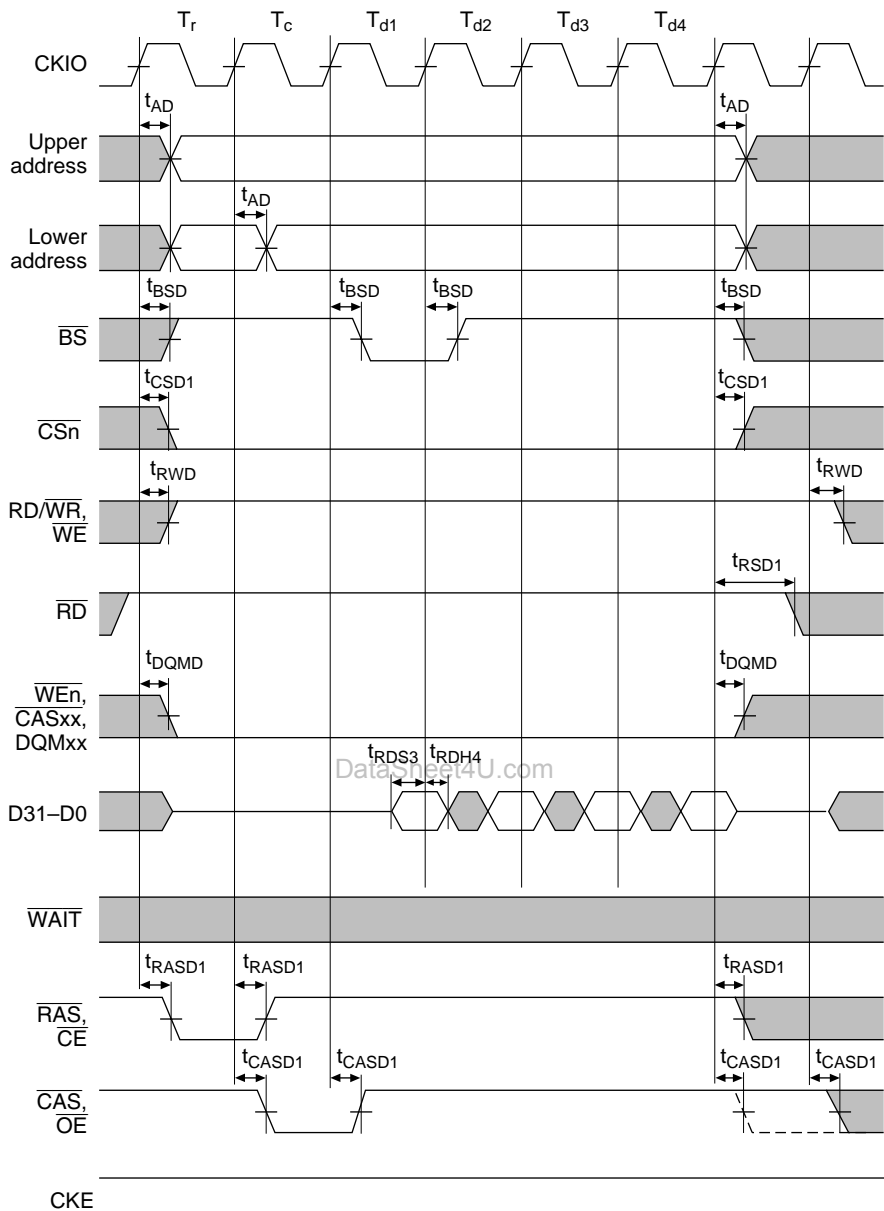 Tr Tc Td1 Td2 Td3 Td4
CKIO
tAD tAD
Upper
address
tAD
Lower
address
tBSD tBSD tBSD tBSD
BS
tCSD1 tCSD1
CSn
tRWD tRWD
RD/WR,
WE
tRSD1
RD
tDQMD tDQMD
WEn,
CASxx,
DQMxx
tRDS3 tRDH4
DataSheet4U.com
D31–D0
WAIT
tRASD1 tRASD1 tRASD1
RAS,
CE
tCASD1 tCASD1 tCASD1 tCASD1
CAS,
OE
CKE